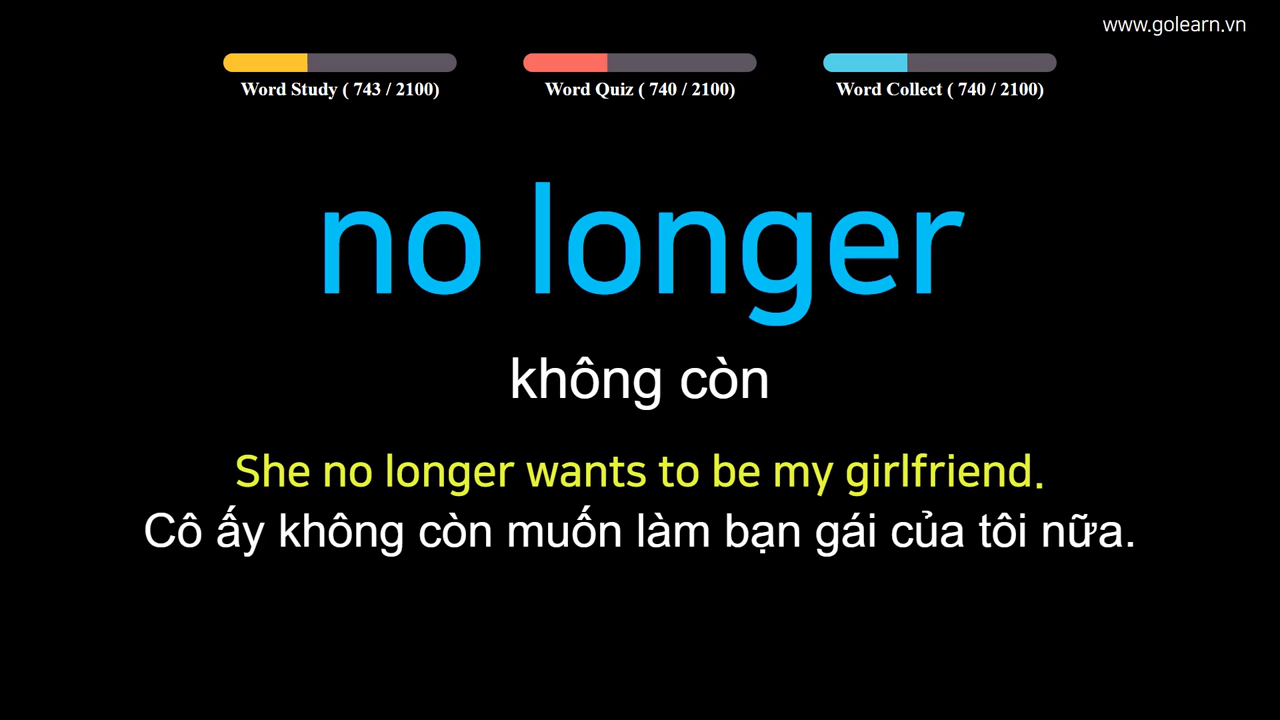 www.golearn.vn
Word Study ( 743 / 2100)
Word Quiz ( 740 / 2100)
Word Collect ( 740 / 2100)
no longer
không còn
She no longer wants to be my girlfriend.
Cô ấy không còn muốn làm bạn gái của tôi nữa.